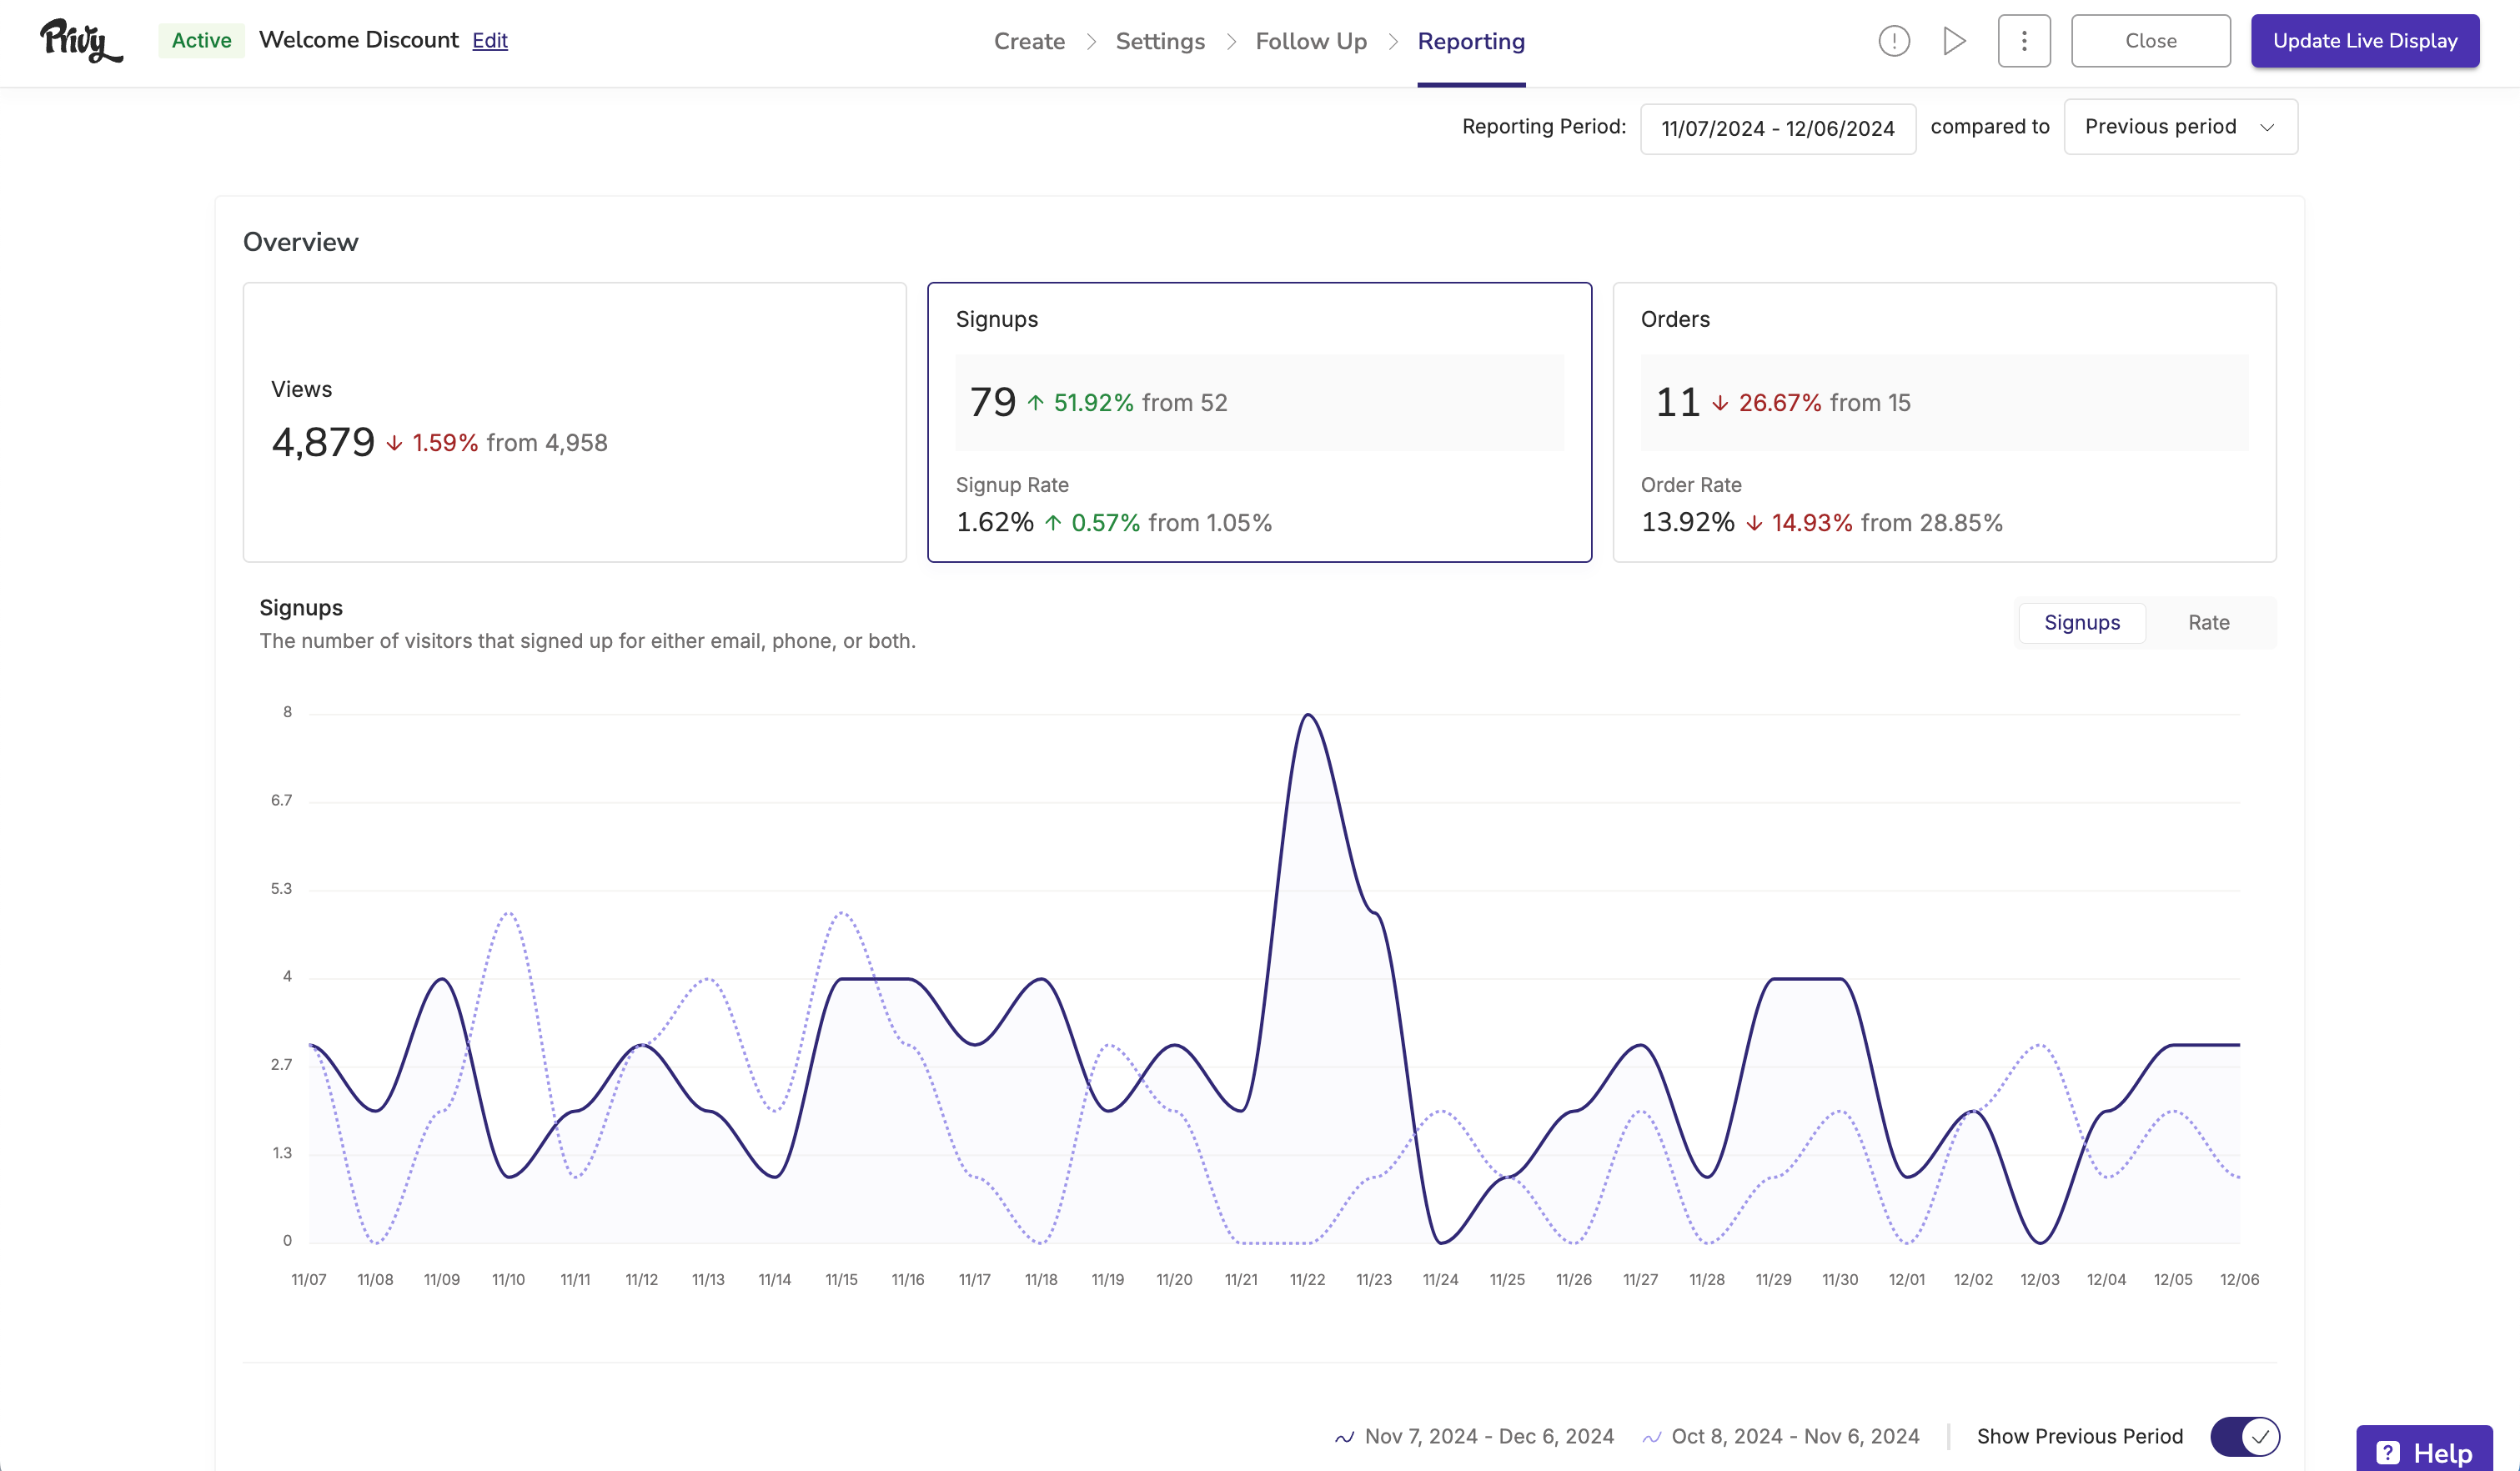 Privy
Active Welcome Discount Edit
Create Settings Follow Up Reporting
Close
Update Live Display
Reporting Period: 11/07/2024 - 12/06/2024 compared to Previous period
Overview
Views
4,879 ↓ 1.59% from 4,958
Signups
79 ↑ 51.92% from 52
Signup Rate
1.62% ↑ 0.57% from 1.05%
Orders
11 ↓ 26.67% from 15
Order Rate
13.92% ↓ 14.93% from 28.85%
Signups
The number of visitors that signed up for either email, phone, or both.
Signups Rate
8
6.7
5.3
4
2.7
1.3
0
11/07 11/08 11/09 11/10 11/11 11/12 11/13 11/14 11/15 11/16 11/17 11/18 11/19 11/20 11/21 11/22 11/23 11/24 11/25 11/26 11/27 11/28 11/29 11/30 12/01 12/02 12/03 12/04 12/05 12/06
Nov 7, 2024 - Dec 6, 2024 Oct 8, 2024 - Nov 6, 2024 Show Previous Period
? Help